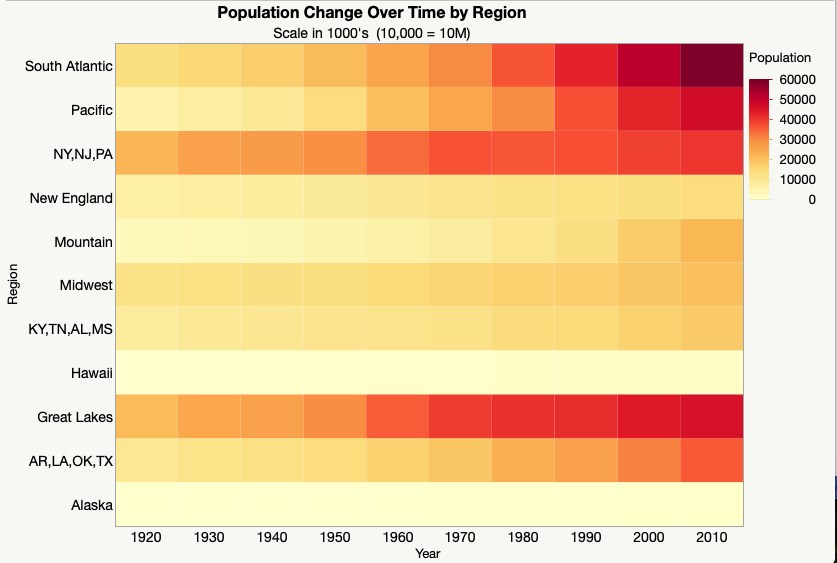 Population Change Over Time by Region
Scale in 1000's (10,000 = 10M)
Population
60000
50000
40000
30000
20000
10000
0
Region
South Atlantic
Pacific
NY,NJ,PA
New England
Mountain
Midwest
KY,TN,AL,MS
Hawaii
Great Lakes
AR,LA,OK,TX
Alaska
1920 1930 1940 1950 1960 1970 1980 1990 2000 2010
Year